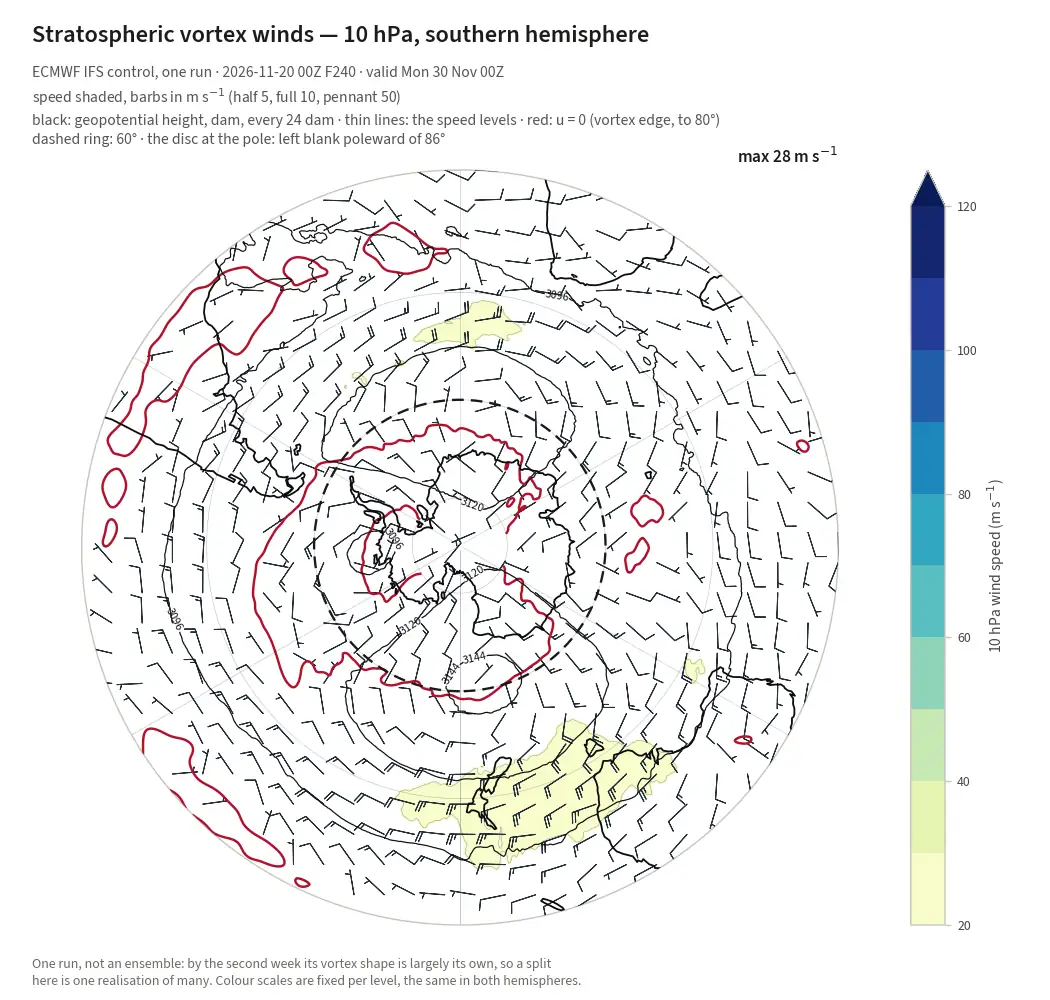 Stratospheric vortex winds — 10 hPa, southern hemisphere
ECMWF IFS control, one run · 2026-11-20 00Z F240 · valid Mon 30 Nov 00Z
speed shaded, barbs in m s⁻¹ (half 5, full 10, pennant 50)
black: geopotential height, dam, every 24 dam · thin lines: the speed levels · red: u = 0 (vortex edge, to 80°)
dashed ring: 60° · the disc at the pole: left blank poleward of 86°
max 28 m s⁻¹
120
100
80
60
40
20
10 hPa wind speed (m s⁻¹)
3096
3120
3096
3120
3096
3120
3144
3144
One run, not an ensemble: by the second week its vortex shape is largely its own, so a split
here is one realisation of many. Colour scales are fixed per level, the same in both hemispheres.